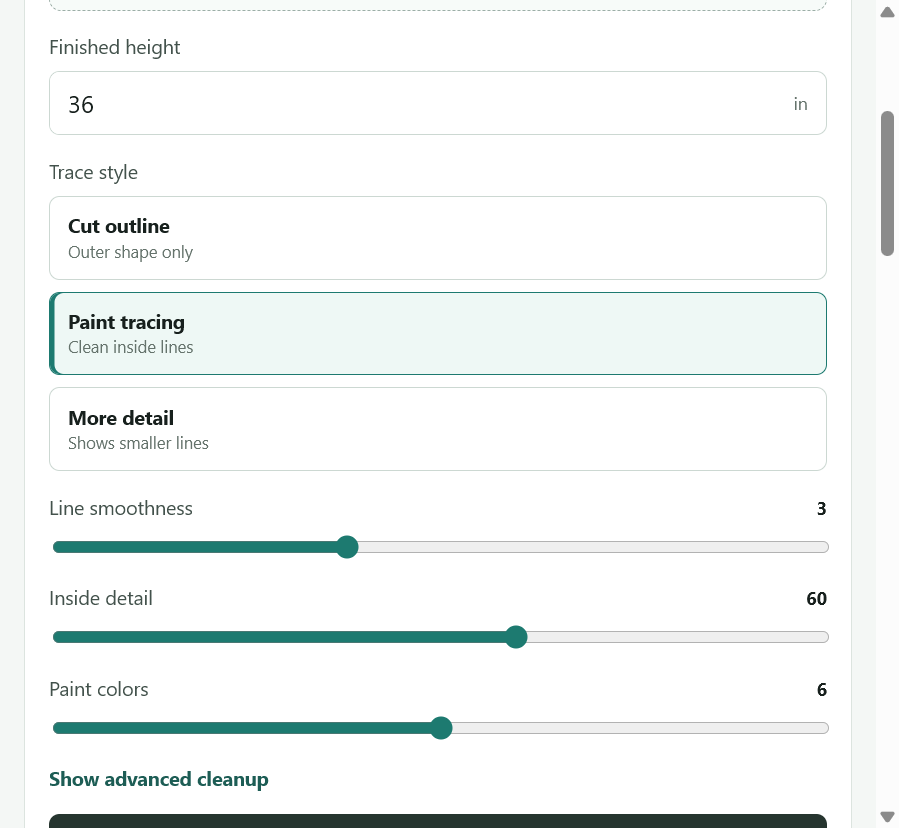 Finished height
36 in
Trace style
Cut outline
Outer shape only
Paint tracing
Clean inside lines
More detail
Shows smaller lines
Line smoothness 3
Inside detail 60
Paint colors 6
Show advanced cleanup